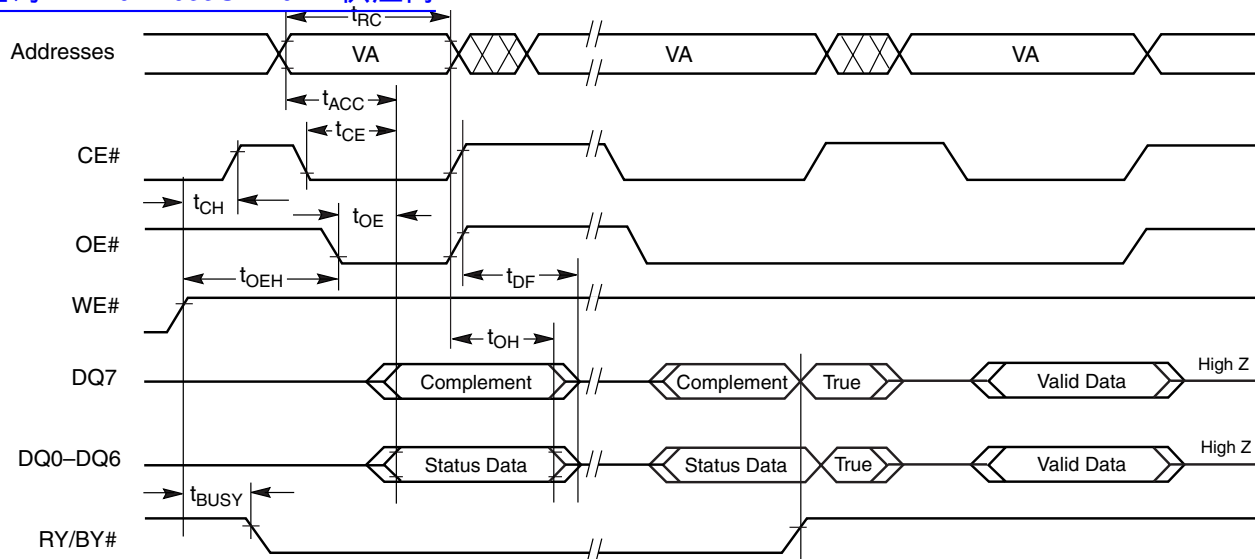 Addresses
tRC
VA
VA
VA
tACC
tCE
CE#
tCH
tOE
OE#
tOEH
tDF
WE#
tOH
DQ7
Complement
Complement
True
Valid Data
High Z
DQ0–DQ6
Status Data
Status Data
True
Valid Data
High Z
tBUSY
RY/BY#